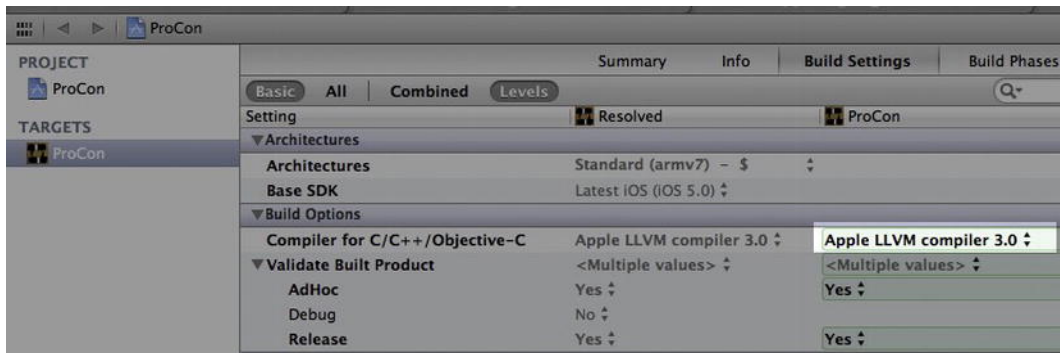 ProCon
PROJECT
ProCon
TARGETS
ProCon
Summary Info Build Settings Build Phases
Basic All Combined Levels
Setting Resolved ProCon
Architectures
Architectures Standard (armv7) - $
Base SDK Latest iOS (iOS 5.0)
Build Options
Compiler for C/C++/Objective-C Apple LLVM compiler 3.0 Apple LLVM compiler 3.0
Validate Built Product <Multiple values> <Multiple values>
AdHoc Yes Yes
Debug No
Release Yes Yes